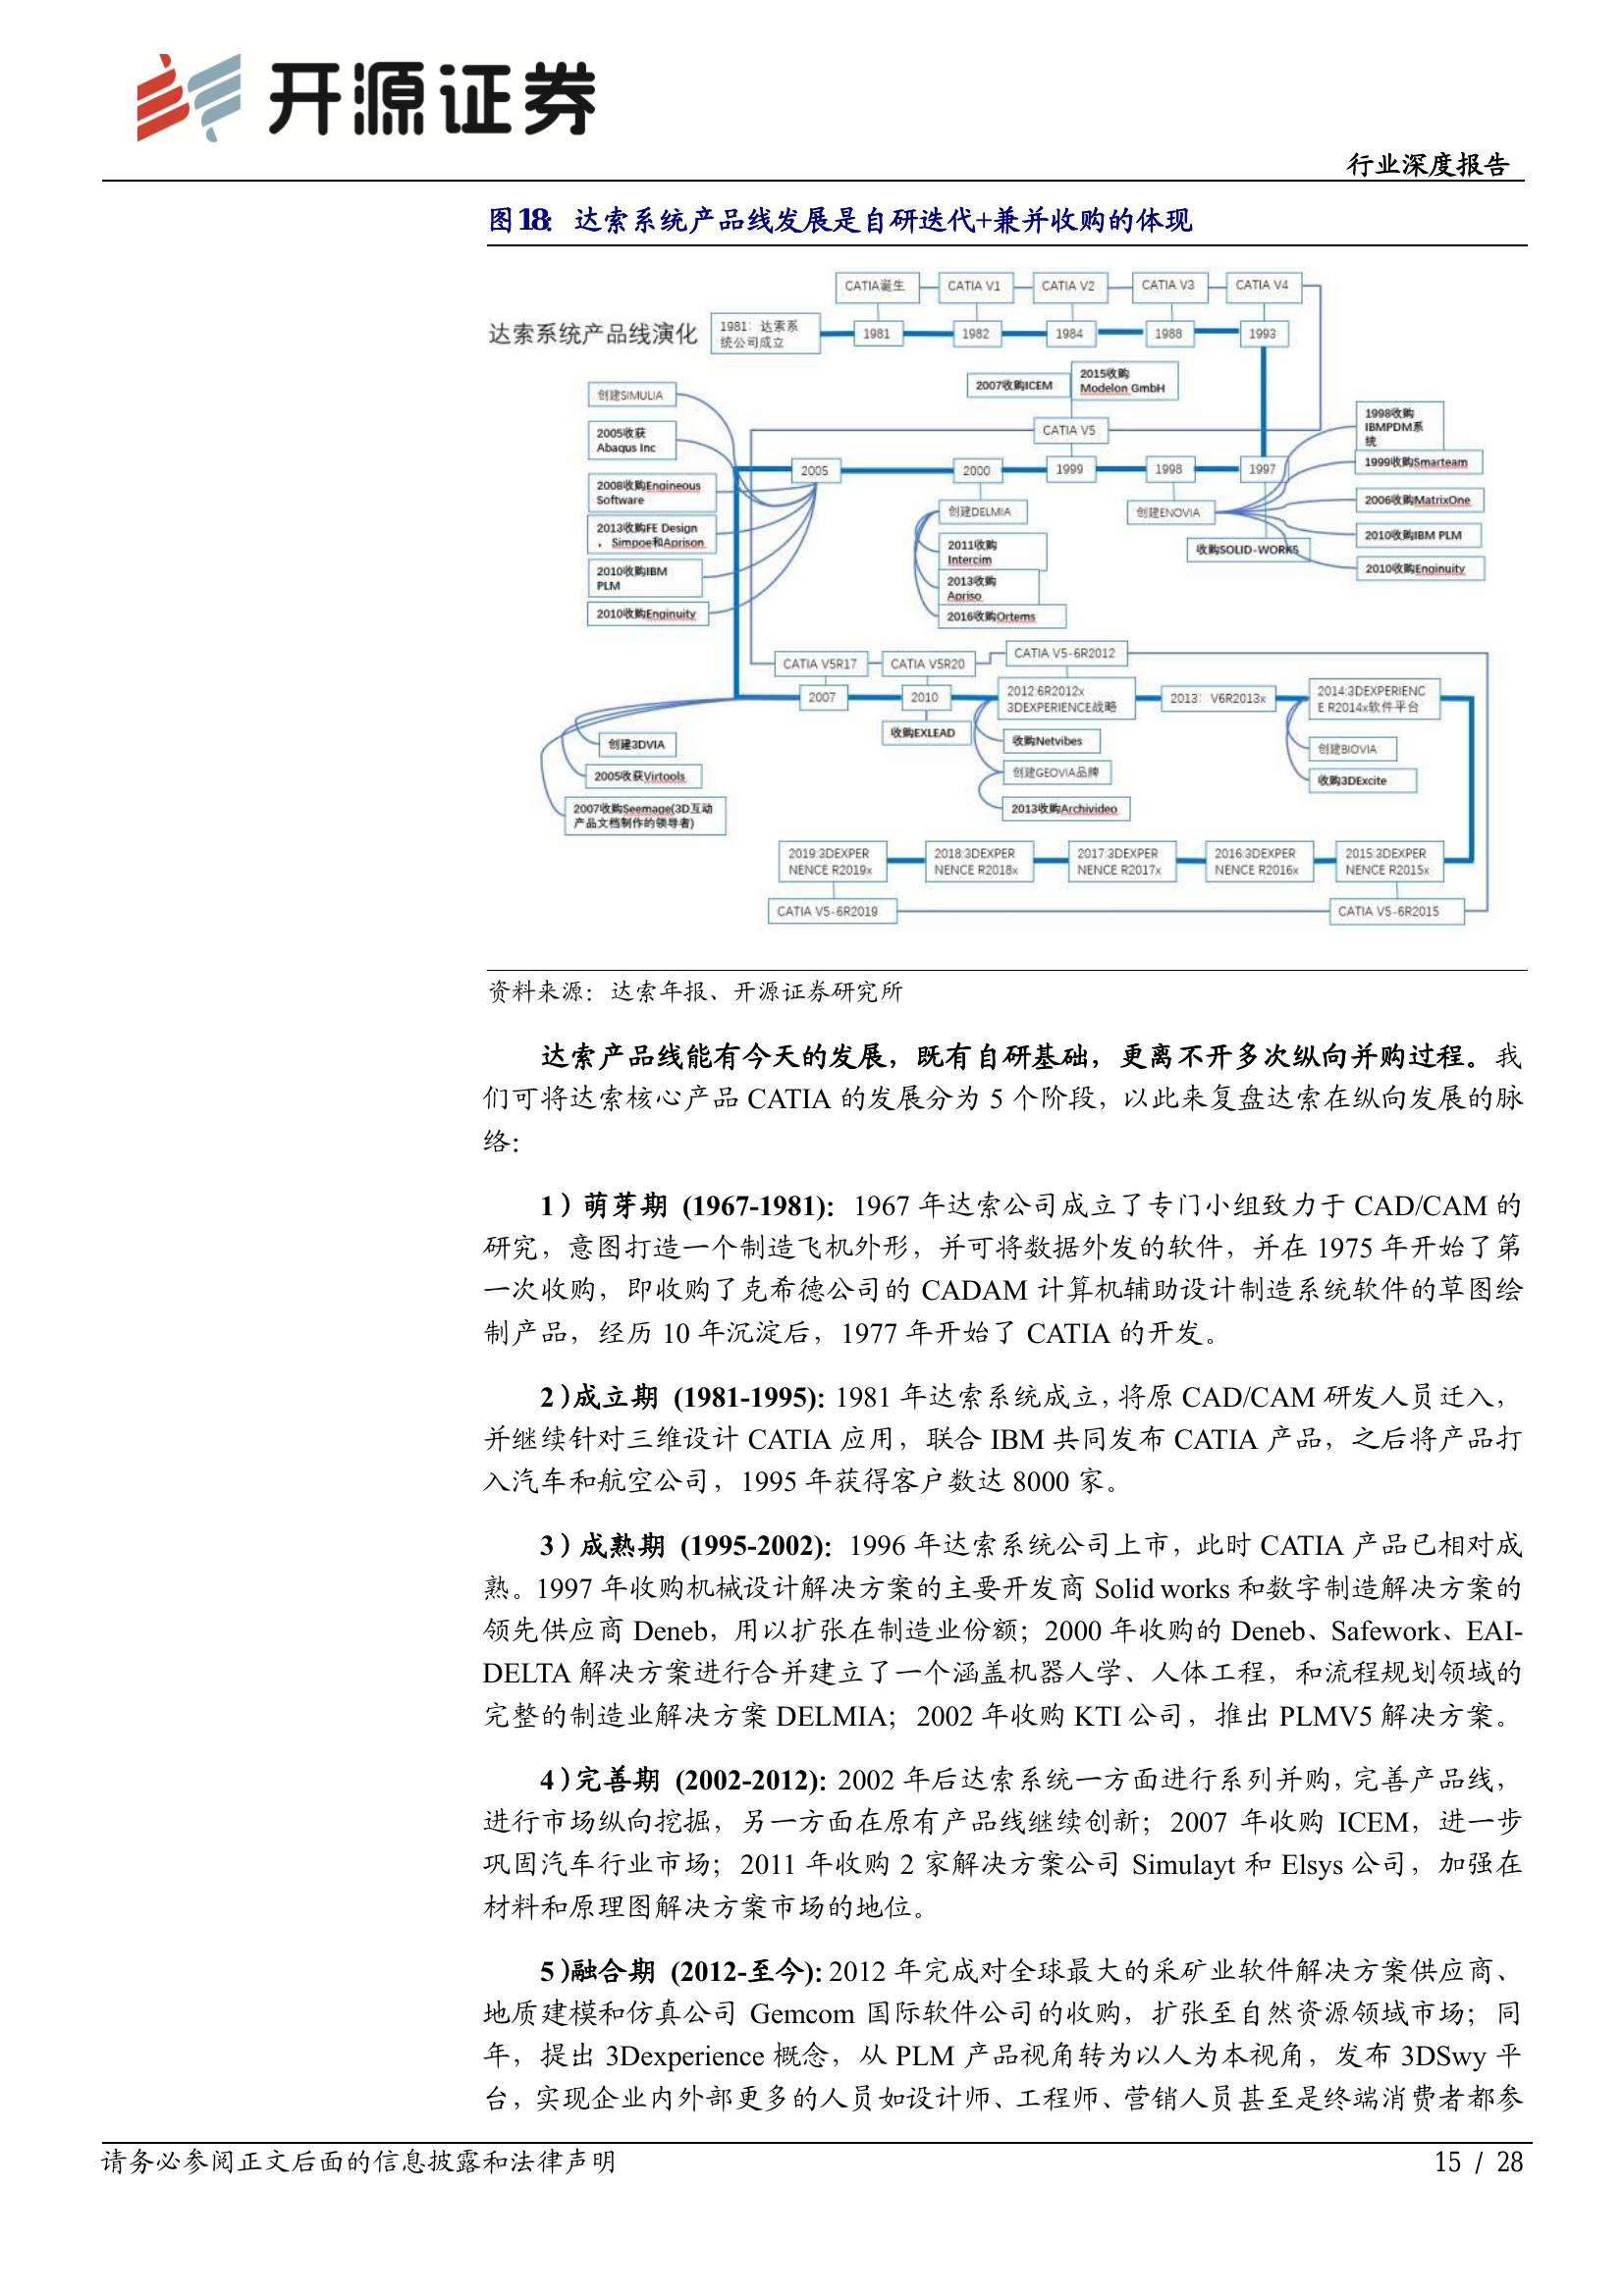 开源证券
行业深度报告
图18： 达索系统产品线发展是自研迭代+兼并收购的体现
CATIA诞生
CATIA V1
CATIA V2
CATIA V3
CATIA V4
达索系统产品线演化
1981：达索系
统公司成立
1981
1982
1984
1988
1993
2007收购ICEM
2015收购
Modelon GmbH
创建SIMULIA
2005收获
Abaqus Inc
2008收购Engineous
Software
2013收购FE Design
，Simpoe和Aprison
2010收购IBM
PLM
2010收购Enginuity
CATIA V5
2005
2000
1999
1998
1997
创建DELMIA
2011收购
Intercim
2013收购
Apriso
2016收购Ortems
创建ENOVIA
收购SOLID-WORKS
1998收购
IBMPDM系
统
1999收购Smarteam
2006收购MatrixOne
2010收购IBM PLM
2010收购Enginuity
CATIA V5R17
CATIA V5R20
CATIA V5-6R2012
2007
2010
2012:6R2012x
3DEXPERIENCE战略
2013：V6R2013x
2014:3DEXPERIENC
E R2014x软件平台
收购EXLEAD
创建3DVIA
2005收获Virtools
2007收购Seemage(3D互动
产品文档制作的领导者)
收购Netvibes
创建GEOVIA品牌
2013收购Archivideo
创建BIOVIA
收购3DExcite
2019:3DEXPER
NENCE R2019x
2018:3DEXPER
NENCE R2018x
2017:3DEXPER
NENCE R2017x
2016:3DEXPER
NENCE R2016x
2015:3DEXPER
NENCE R2015x
CATIA V5-6R2019
CATIA V5-6R2015
资料来源：达索年报、开源证券研究所
达索产品线能有今天的发展，既有自研基础，更离不开多次纵向并购过程。我
们可将达索核心产品 CATIA 的发展分为 5 个阶段，以此来复盘达索在纵向发展的脉
络：
1）萌芽期 (1967-1981)：1967 年达索公司成立了专门小组致力于 CAD/CAM 的
研究，意图打造一个制造飞机外形，并可将数据外发的软件，并在 1975 年开始了第
一次收购，即收购了克希德公司的 CADAM 计算机辅助设计制造系统软件的草图绘
制产品，经历 10 年沉淀后，1977 年开始了 CATIA 的开发。
2）成立期 (1981-1995)：1981 年达索系统成立，将原 CAD/CAM 研发人员迁入，
并继续针对三维设计 CATIA 应用，联合 IBM 共同发布 CATIA 产品，之后将产品打
入汽车和航空公司，1995 年获得客户数达 8000 家。
3）成熟期 (1995-2002)：1996 年达索系统公司上市，此时 CATIA 产品已相对成
熟。1997 年收购机械设计解决方案的主要开发商 Solid works 和数字制造解决方案的
领先供应商 Deneb，用以扩张在制造业份额；2000 年收购的 Deneb、Safework、EAI-
DELTA 解决方案进行合并建立了一个涵盖机器人学、人体工程，和流程规划领域的
完整的制造业解决方案 DELMIA；2002 年收购 KTI 公司，推出 PLMV5 解决方案。
4）完善期 (2002-2012)：2002 年后达索系统一方面进行系列并购，完善产品线，
进行市场纵向挖掘，另一方面在原有产品线继续创新；2007 年收购 ICEM，进一步
巩固汽车行业市场；2011 年收购 2 家解决方案公司 Simulayt 和 Elsys 公司，加强在
材料和原理图解决方案市场的地位。
5）融合期 (2012-至今)：2012 年完成对全球最大的采矿业软件解决方案供应商、
地质建模和仿真公司 Gemcom 国际软件公司的收购，扩张至自然资源领域市场；同
年，提出 3Dexperience 概念，从 PLM 产品视角转为以人为本视角，发布 3DSwy 平
台，实现企业内外部更多的人员如设计师、工程师、营销人员甚至是终端消费者都参
请务必参阅正文后面的信息披露和法律声明
15 / 28